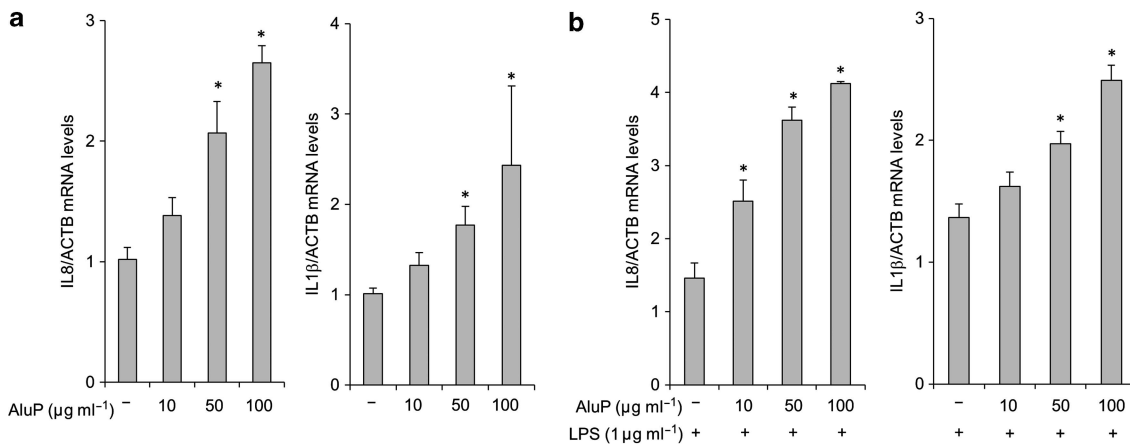 a
IL8/ACTB mRNA levels
3
2
1
0
*
*
AluP (µg ml⁻¹)
− 10 50 100
IL1β/ACTB mRNA levels
4
3
2
1
0
*
*
− 10 50 100
b
IL8/ACTB mRNA levels
5
4
3
2
1
0
*
*
*
AluP (µg ml⁻¹)
− 10 50 100
LPS (1 µg ml⁻¹) + + + +
IL1β/ACTB mRNA levels
3
2
1
0
*
*
− 10 50 100
+ + + +